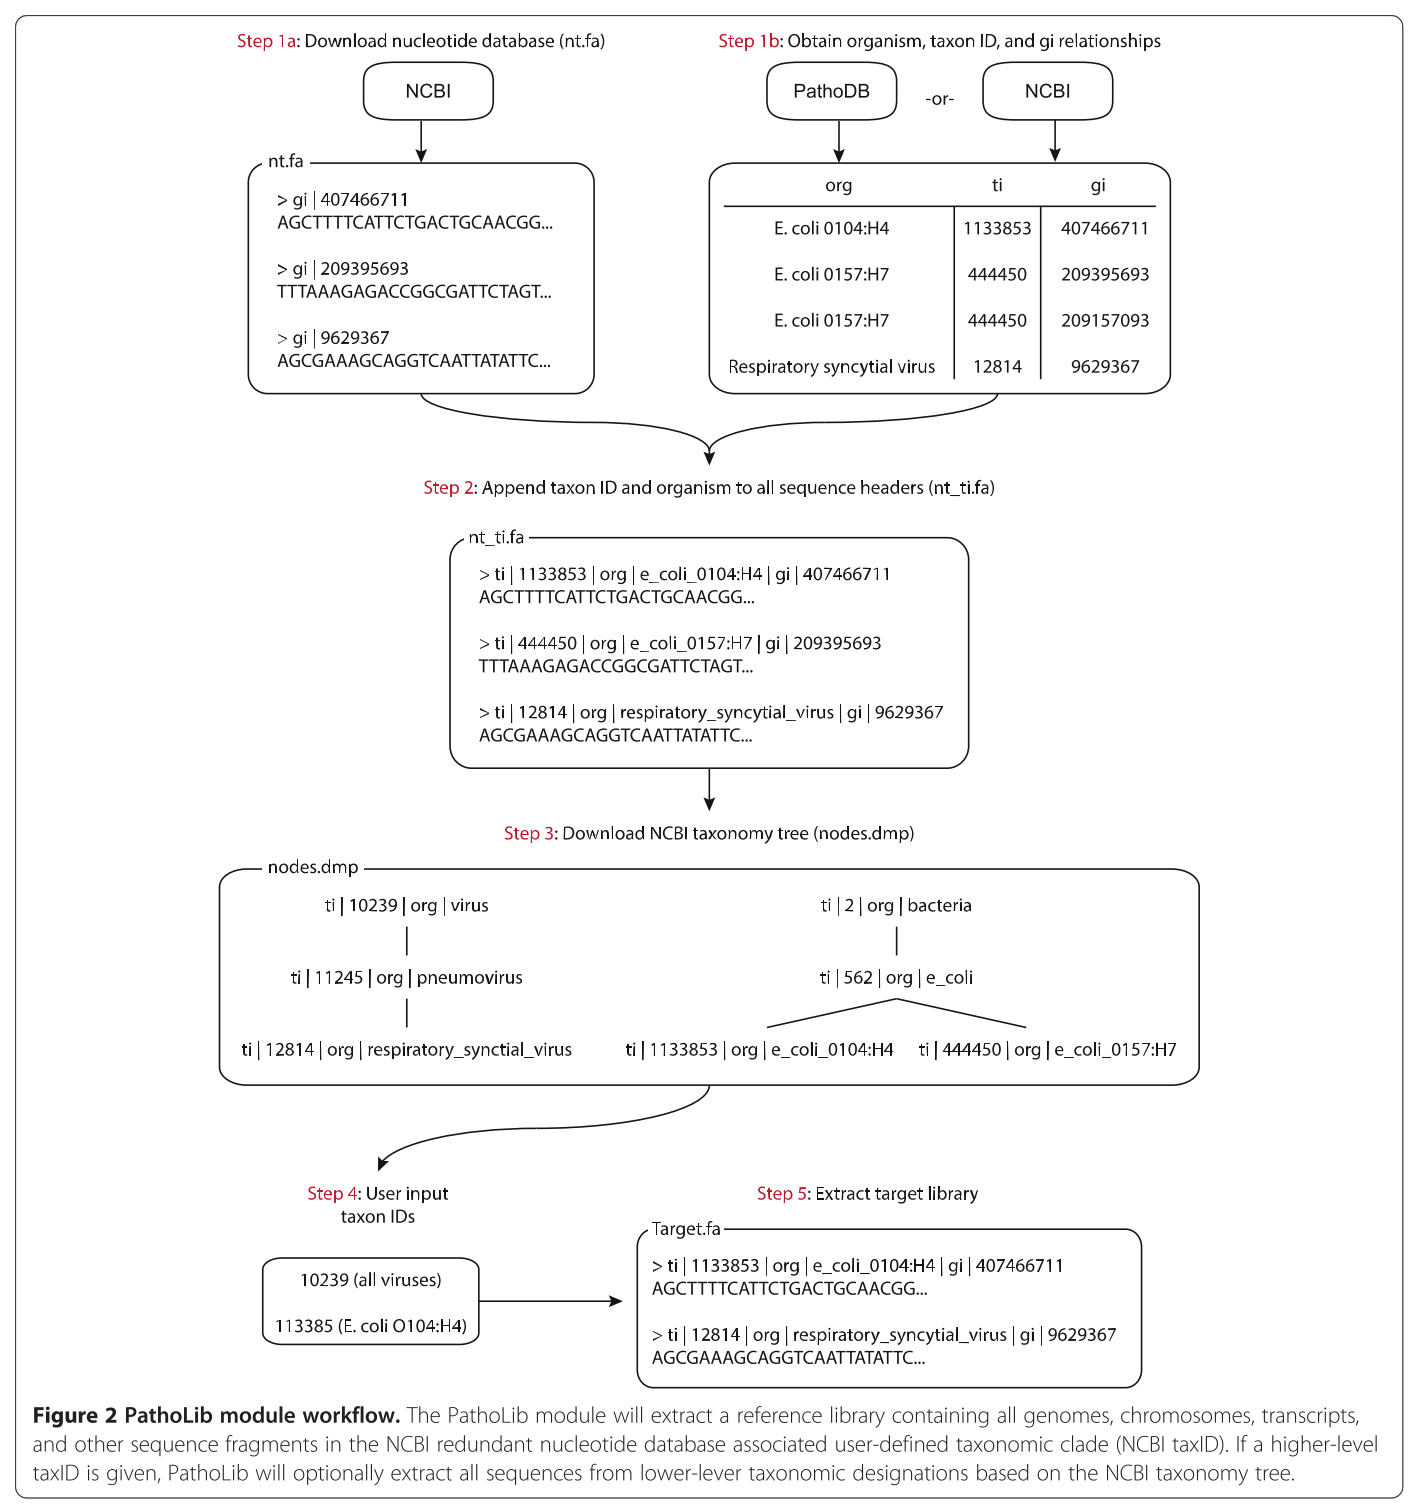 Step 1a: Download nucleotide database (nt.fa)
NCBI
nt.fa
> gi | 407466711
AGCTTTTCATTCTGACTGCAACGG...
> gi | 209395693
TTTAAAGAGACCGGCGATTCTAGT...
> gi | 9629367
AGCGAAAGCAGGTCAATTATATTC...
Step 1b: Obtain organism, taxon ID, and gi relationships
PathoDB -or- NCBI
org ti gi
E. coli 0104:H4 1133853 407466711
E. coli 0157:H7 444450 209395693
E. coli 0157:H7 444450 209157093
Respiratory syncytial virus 12814 9629367
Step 2: Append taxon ID and organism to all sequence headers (nt_ti.fa)
nt_ti.fa
> ti | 1133853 | org | e_coli_0104:H4 | gi | 407466711
AGCTTTTCATTCTGACTGCAACGG...
> ti | 444450 | org | e_coli_0157:H7 | gi | 209395693
TTTAAAGAGACCGGCGATTCTAGT...
> ti | 12814 | org | respiratory_syncytial_virus | gi | 9629367
AGCGAAAGCAGGTCAATTATATTC...
Step 3: Download NCBI taxonomy tree (nodes.dmp)
nodes.dmp
ti | 10239 | org | virus ti | 2 | org | bacteria
ti | 11245 | org | pneumovirus ti | 562 | org | e_coli
ti | 12814 | org | respiratory_synctial_virus ti | 1133853 | org | e_coli_0104:H4 ti | 444450 | org | e_coli_0157:H7
Step 4: User input
taxon IDs
10239 (all viruses)
113385 (E. coli O104:H4)
Step 5: Extract target library
Target.fa
> ti | 1133853 | org | e_coli_0104:H4 | gi | 407466711
AGCTTTTCATTCTGACTGCAACGG...
> ti | 12814 | org | respiratory_syncytial_virus | gi | 9629367
AGCGAAAGCAGGTCAATTATATTC...
Figure 2 PathoLib module workflow. The PathoLib module will extract a reference library containing all genomes, chromosomes, transcripts,
and other sequence fragments in the NCBI redundant nucleotide database associated user-defined taxonomic clade (NCBI taxID). If a higher-level
taxID is given, PathoLib will optionally extract all sequences from lower-lever taxonomic designations based on the NCBI taxonomy tree.